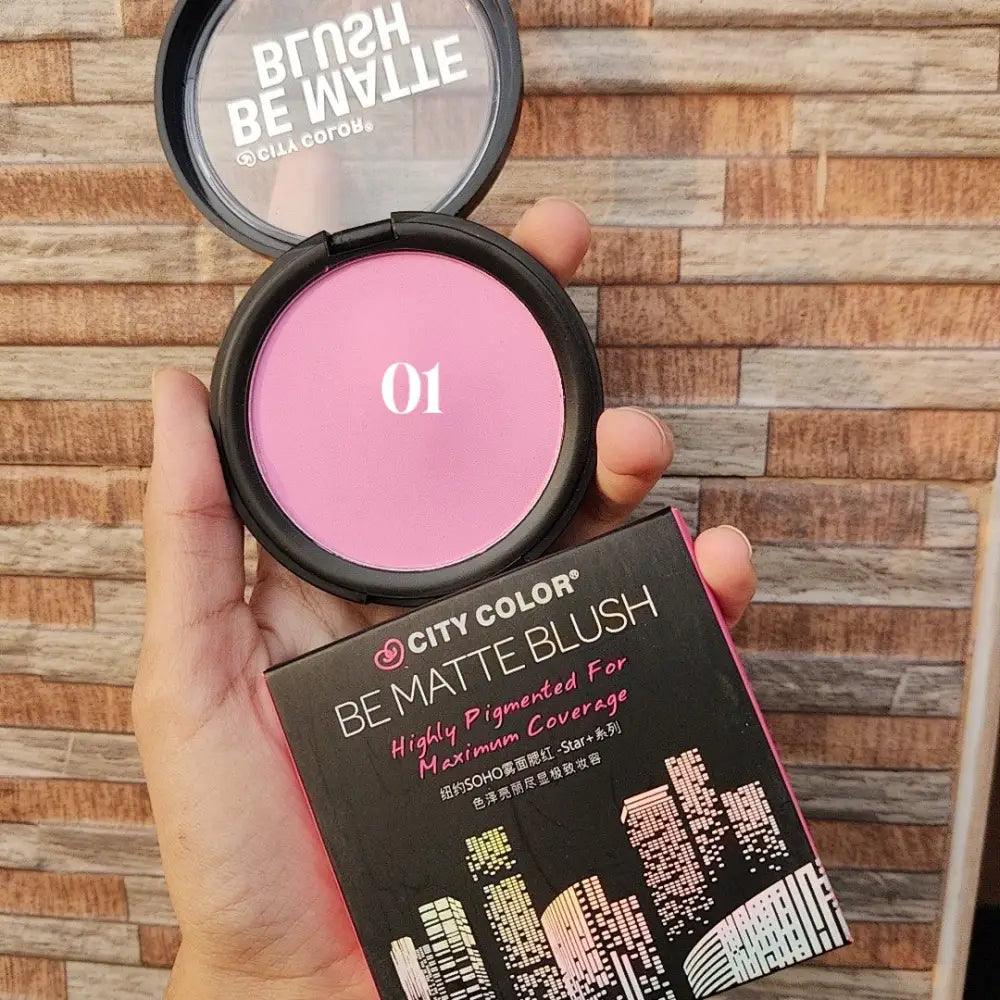 BE MATTE
BLUSH
CITY COLOR®
01
CITY COLOR®
BE MATTE BLUSH
Highly Pigmented For
Maximum Coverage
纽约SOHO雾面腮红 -Star+系列
色泽亮丽尽显极致妆容